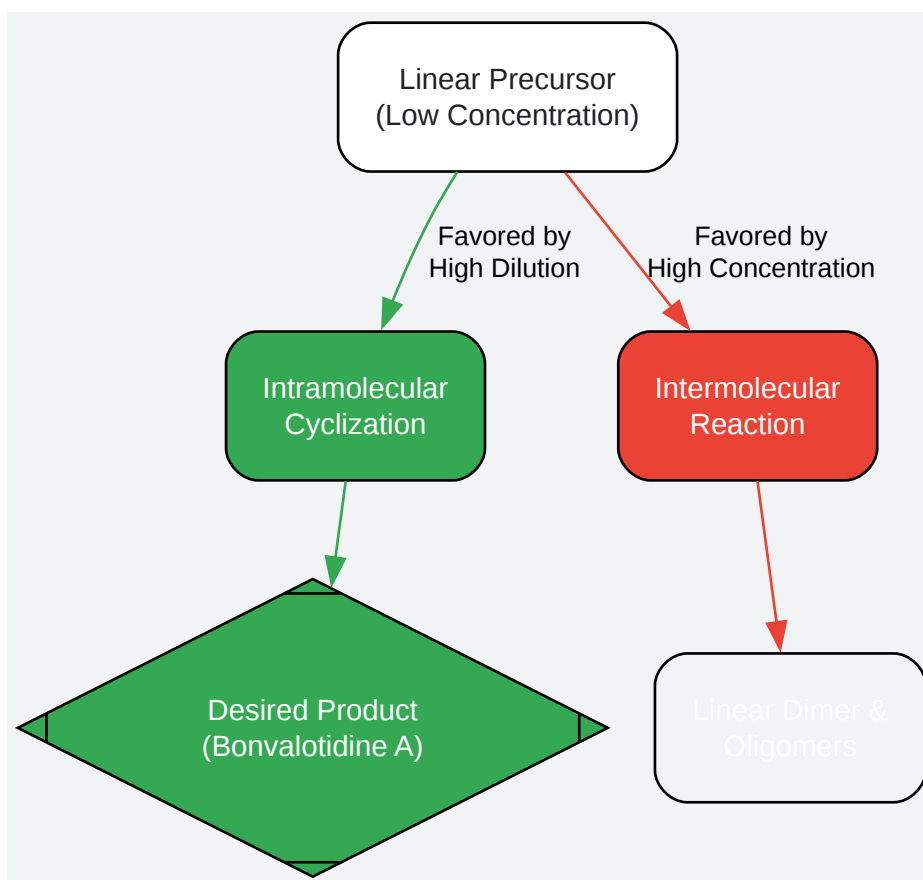 Linear Precursor
(Low Concentration)
Favored by
High Dilution
Favored by
High Concentration
Intramolecular
Cyclization
Intermolecular
Reaction
Desired Product
(Bonvalotidine A)
Linear Dimer &
Oligomers